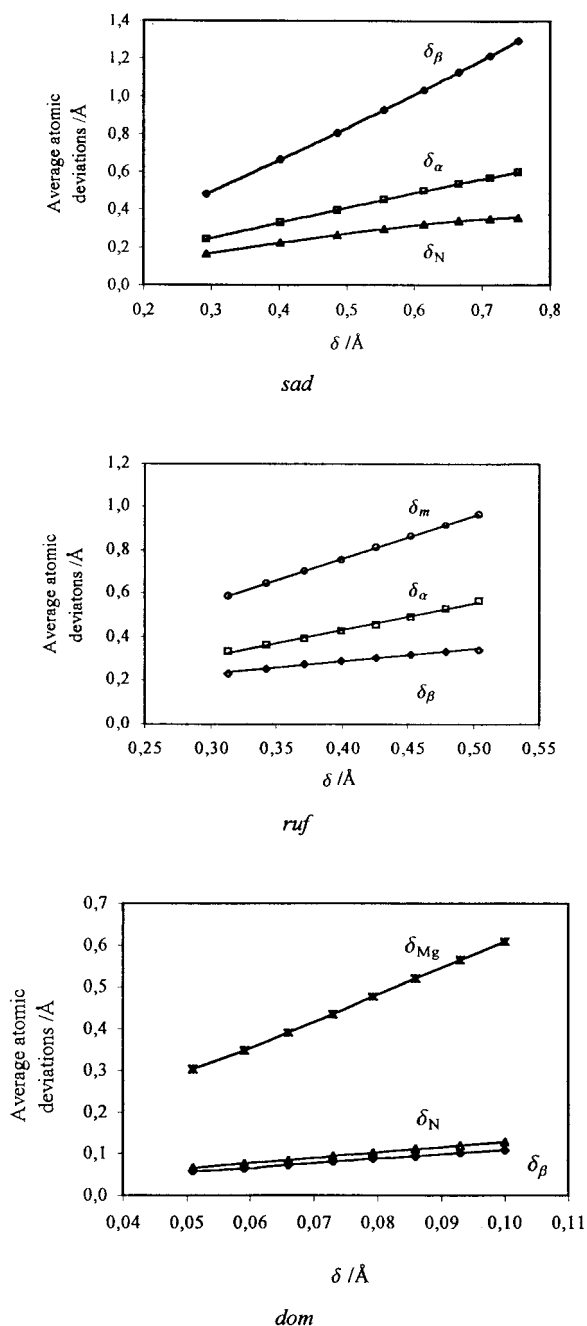 1,4
1,2
1,0
0,8
0,6
0,4
0,2
0,0
Average atomic
deviations /Å
δβ
δα
δN
0,2 0,3 0,4 0,5 0,6 0,7 0,8
δ /Å
sad
1,2
1,0
0,8
0,6
0,4
0,2
0,0
Average atomic
deviatons /Å
δm
δα
δβ
0,25 0,30 0,35 0,40 0,45 0,50 0,55
δ /Å
ruf
0,7
0,6
0,5
0,4
0,3
0,2
0,1
0,0
Average atomic
deviations /Å
δMg
δN
δβ
0,04 0,05 0,06 0,07 0,08 0,09 0,10 0,11
δ /Å
dom